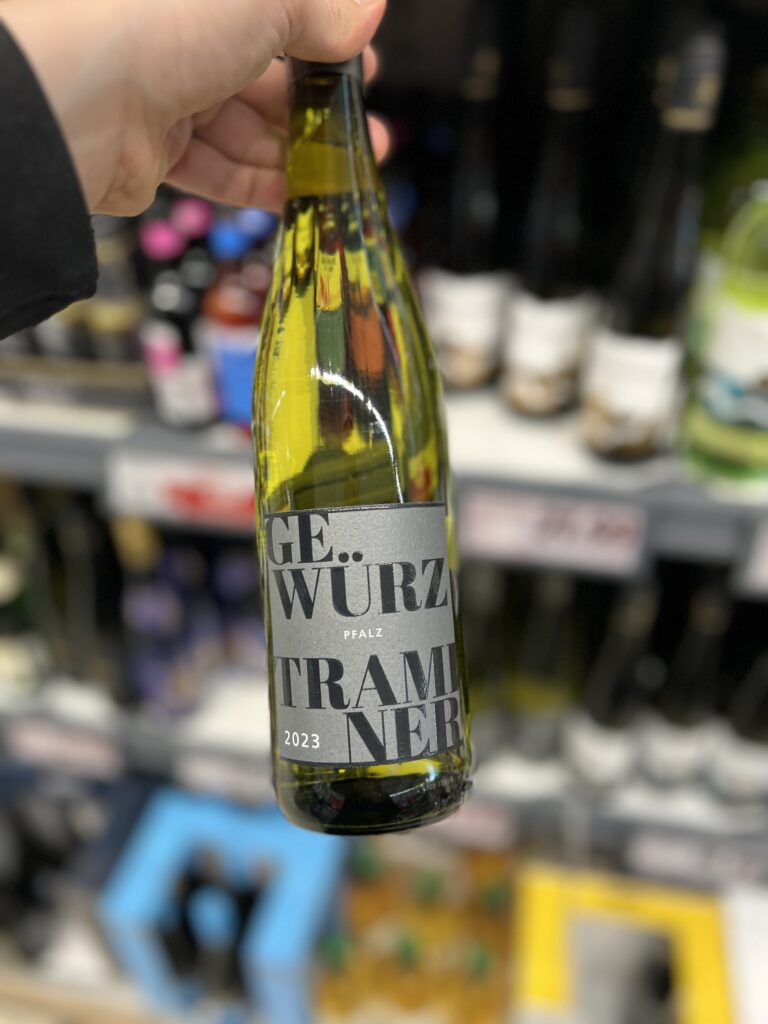 GE
WÜRZ
PFALZ
TRAMI
NER
2023